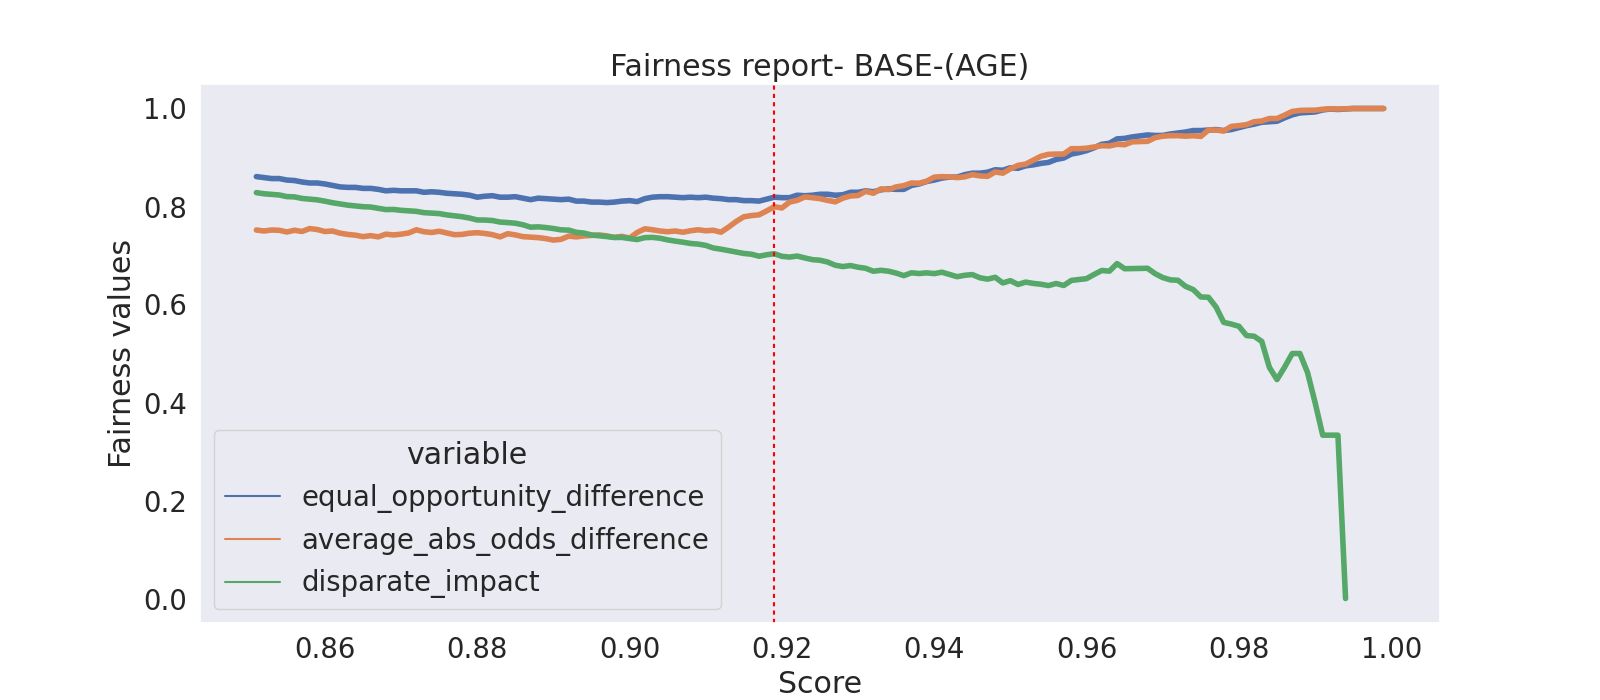 Fairness report- BASE-(AGE)
1.0
0.8
0.6
0.4
0.2
0.0
Fairness values
variable
equal_opportunity_difference
average_abs_odds_difference
disparate_impact
0.86 0.88 0.90 0.92 0.94 0.96 0.98 1.00
Score